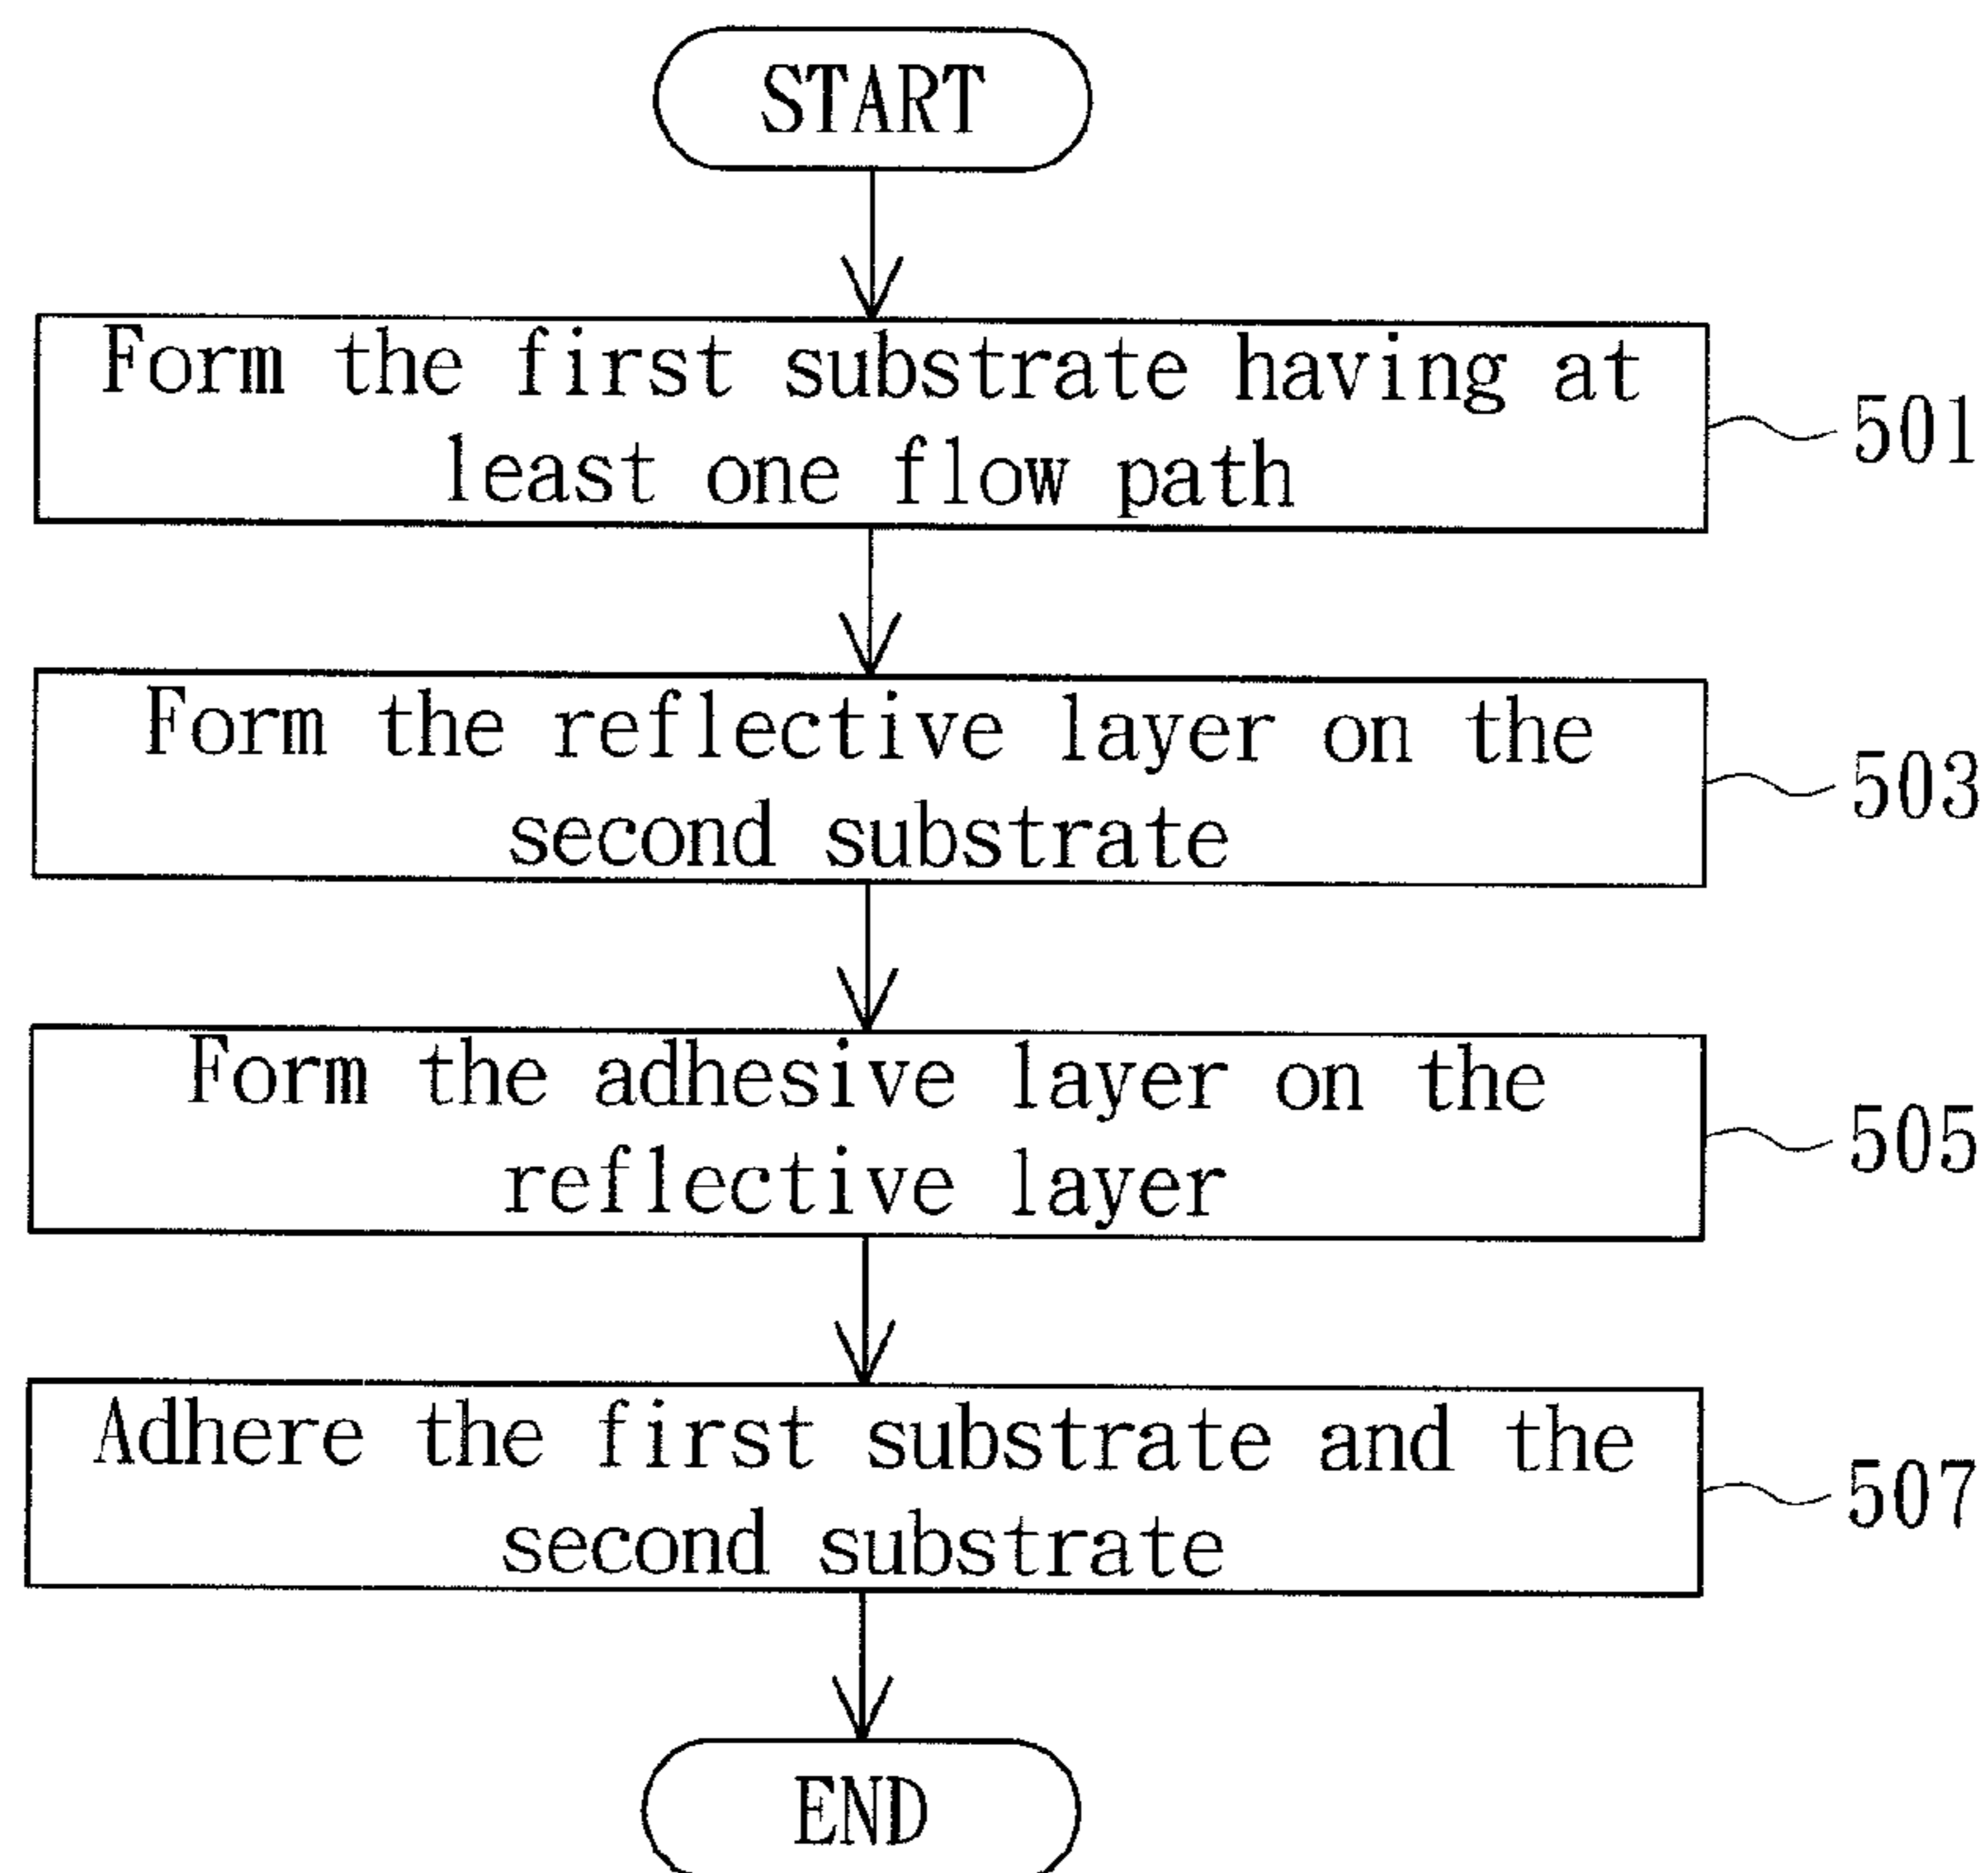 START
Form the first substrate having at
least one flow path
501
Form the reflective layer on the
second substrate
503
Form the adhesive layer on the
reflective layer
505
Adhere the first substrate and the
second substrate
507
END